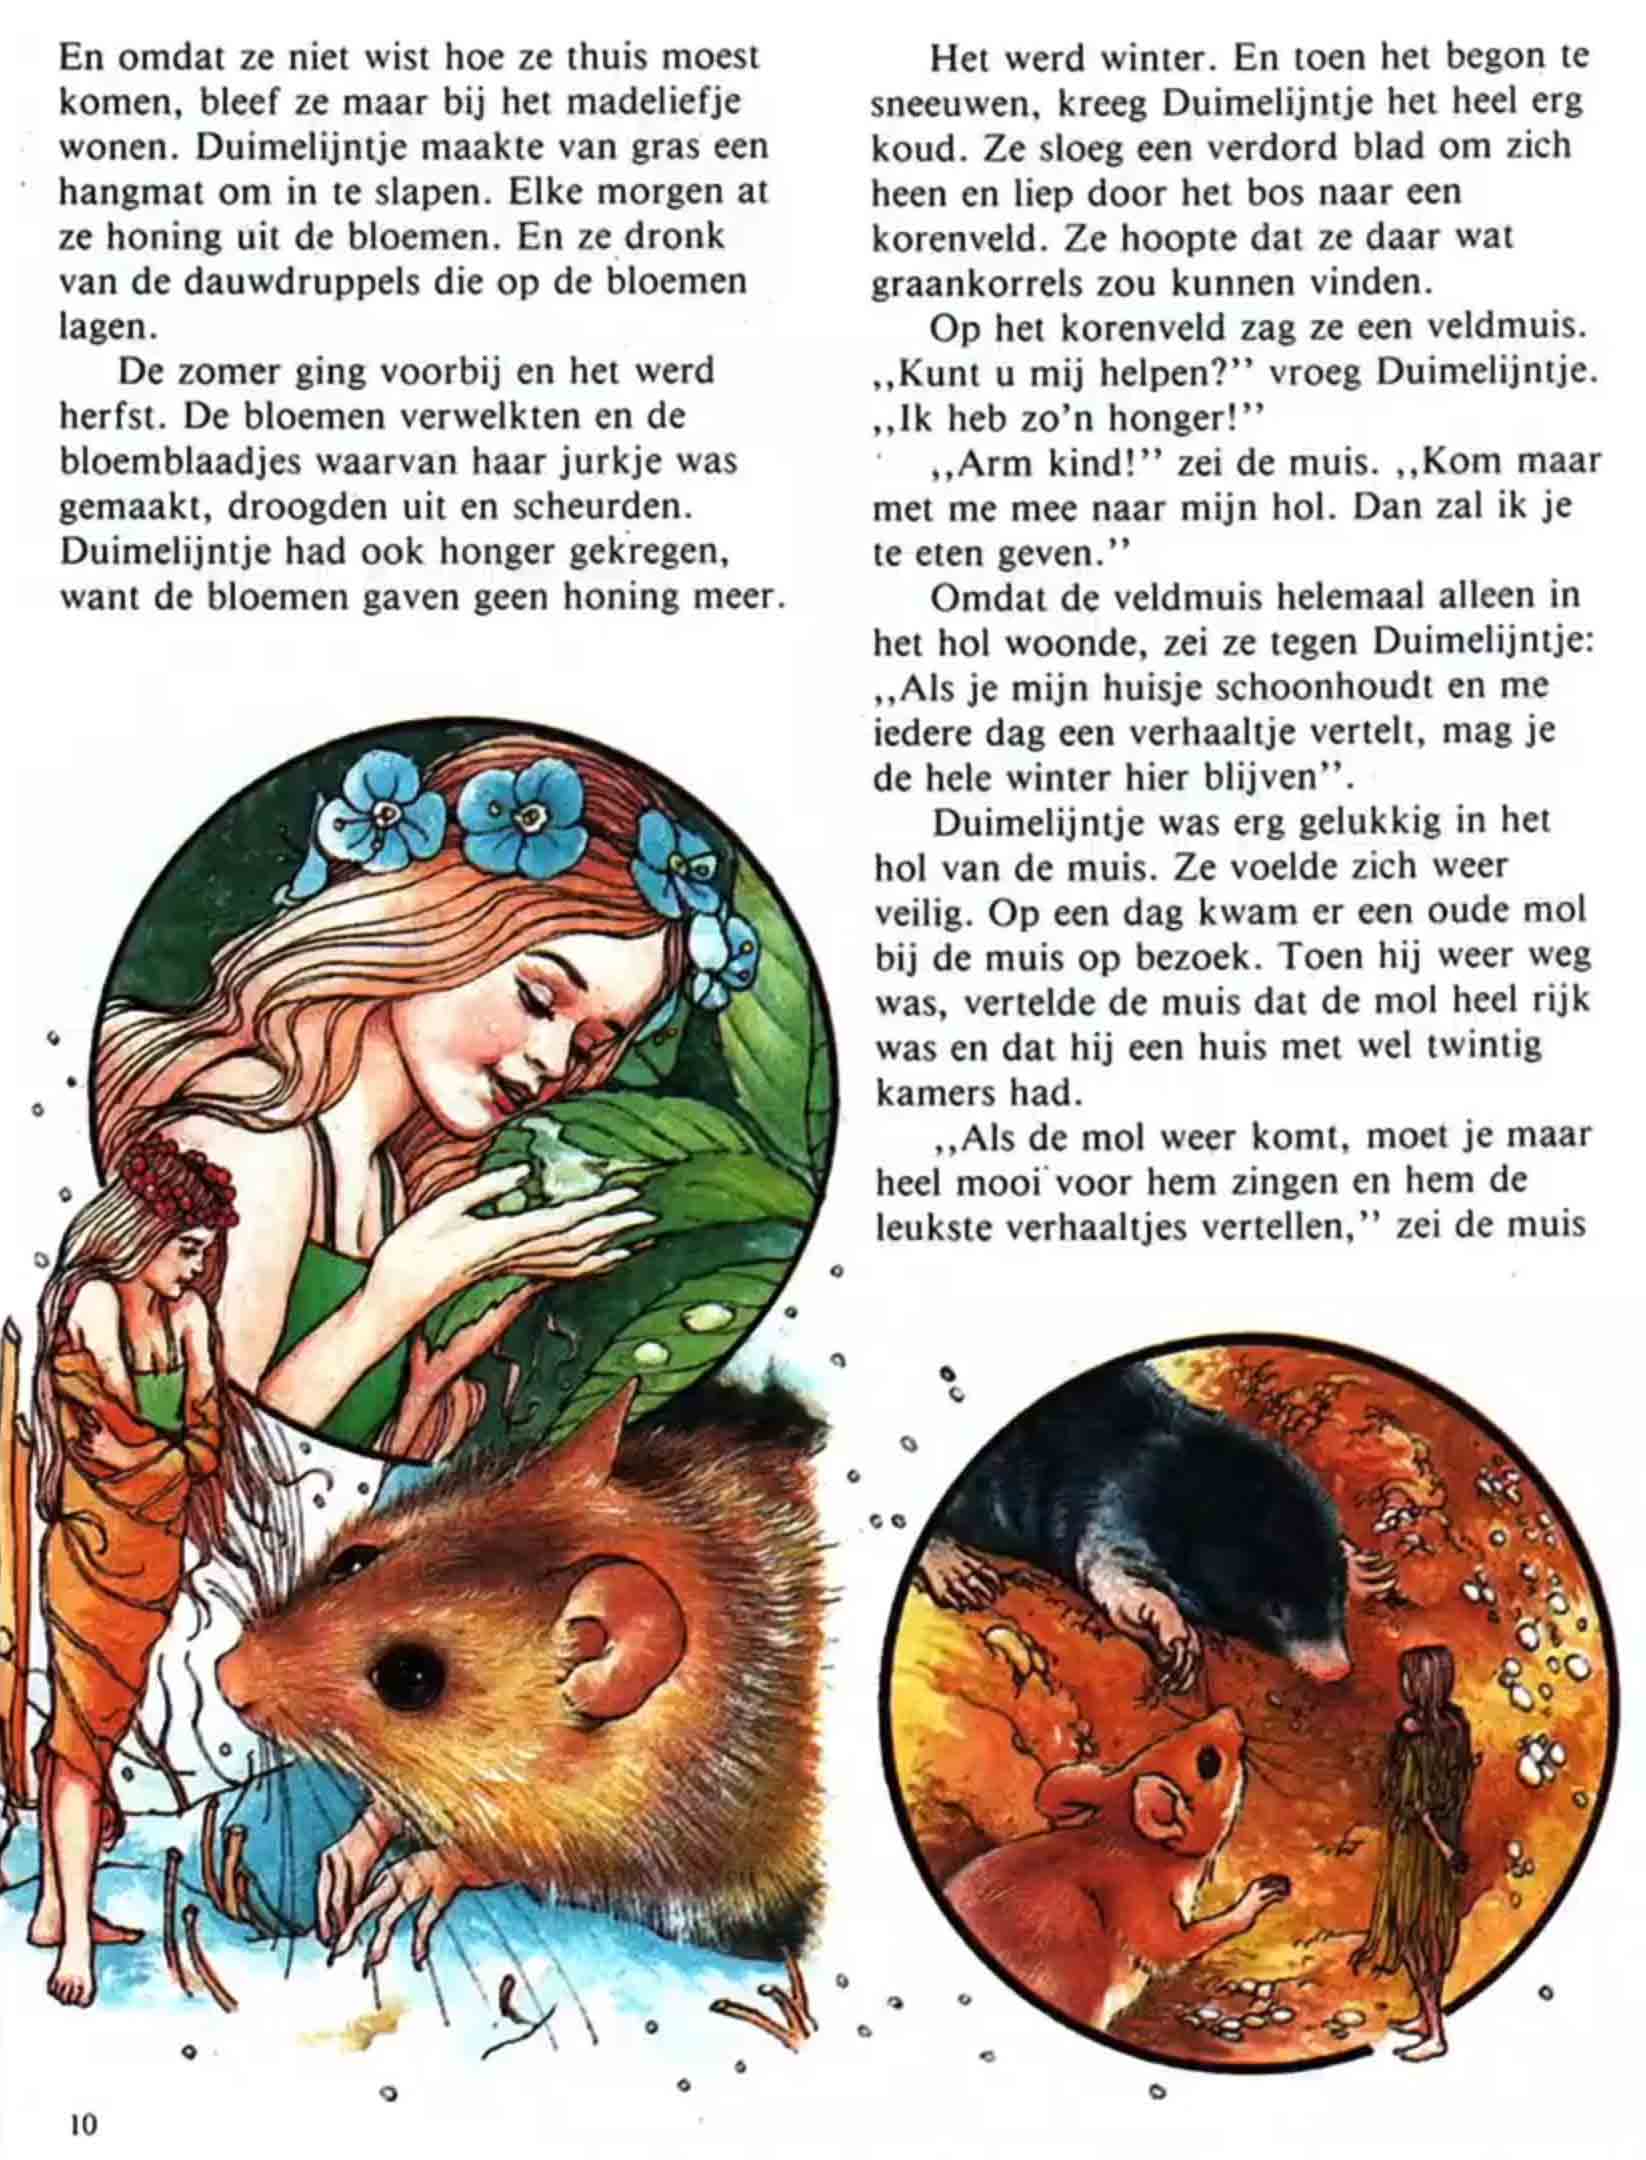 En omdat ze niet wist hoe ze thuis moest
komen, bleef ze maar bij het madeliefje
wonen. Duimelijntje maakte van gras een
hangmat om in te slapen. Elke morgen at
ze honing uit de bloemen. En ze dronk
van de dauwdruppels die op de bloemen
lagen.
De zomer ging voorbij en het werd
herfst. De bloemen verwelkten en de
bloemblaadjes waarvan haar jurkje was
gemaakt, droogden uit en scheurden.
Duimelijntje had ook honger gekregen,
want de bloemen gaven geen honing meer.
Het werd winter. En toen het begon te
sneeuwen, kreeg Duimelijntje het heel erg
koud. Ze sloeg een verdord blad om zich
heen en liep door het bos naar een
korenveld. Ze hoopte dat ze daar wat
graankorrels zou kunnen vinden.
Op het korenveld zag ze een veldmuis.
,,Kunt u mij helpen?’’ vroeg Duimelijntje.
,,Ik heb zo’n honger!’’
,,Arm kind!’’ zei de muis. ,,Kom maar
met me mee naar mijn hol. Dan zal ik je
te eten geven.’’
Omdat de veldmuis helemaal alleen in
het hol woonde, zei ze tegen Duimelijntje:
,,Als je mijn huisje schoonhoudt en me
iedere dag een verhaaltje vertelt, mag je
de hele winter hier blijven’’.
Duimelijntje was erg gelukkig in het
hol van de muis. Ze voelde zich weer
veilig. Op een dag kwam er een oude mol
bij de muis op bezoek. Toen hij weer weg
was, vertelde de muis dat de mol heel rijk
was en dat hij een huis met wel twintig
kamers had.
,,Als de mol weer komt, moet je maar
heel mooi voor hem zingen en hem de
leukste verhaaltjes vertellen,’’ zei de muis
10